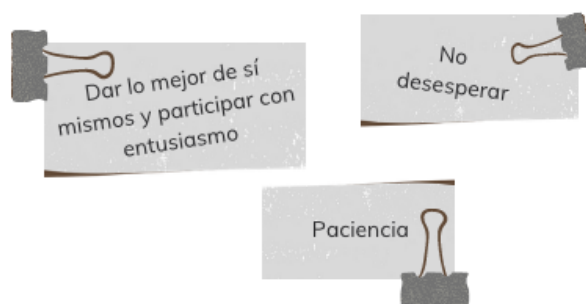 Dar lo mejor de sí
mismos y participar con
entusiasmo
No
desesperar
Paciencia